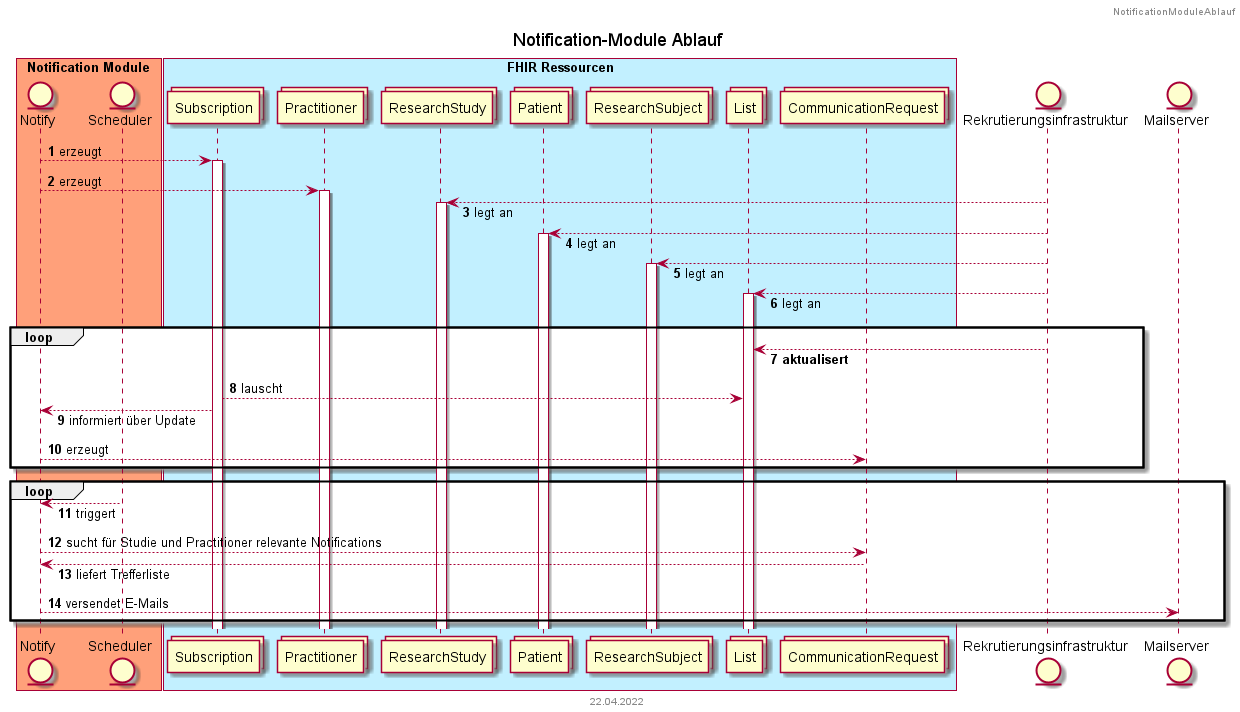 NotificationModuleAblauf
Notification-Module Ablauf
Notification Module
FHIR Ressourcen
Notify
Scheduler
Subscription
Practitioner
ResearchStudy
Patient
ResearchSubject
List
CommunicationRequest
Rekrutierungsinfrastruktur
Mailserver
1 erzeugt
2 erzeugt
3 legt an
4 legt an
5 legt an
6 legt an
loop
7 aktualisert
8 lauscht
9 informiert über Update
10 erzeugt
loop
11 triggert
12 sucht für Studie und Practitioner relevante Notifications
13 liefert Trefferliste
14 versendet E-Mails
Notify
Scheduler
Subscription
Practitioner
ResearchStudy
Patient
ResearchSubject
List
CommunicationRequest
Rekrutierungsinfrastruktur
Mailserver
22.04.2022